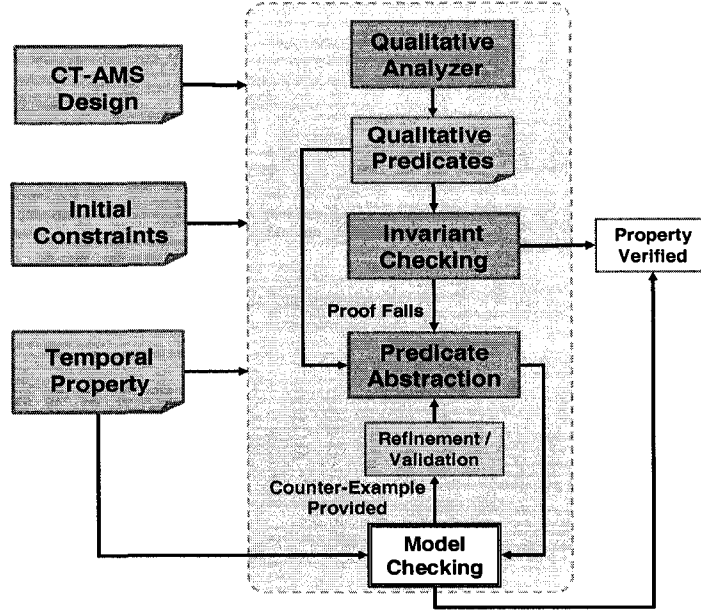 Qualitative
Analyzer
CT-AMS
Design
Qualitative
Predicates
Initial
Constraints
Invariant
Checking
Property
Verified
Proof Fails
Temporal
Property
Predicate
Abstraction
Refinement /
Validation
Counter-Example
Provided
Model
Checking